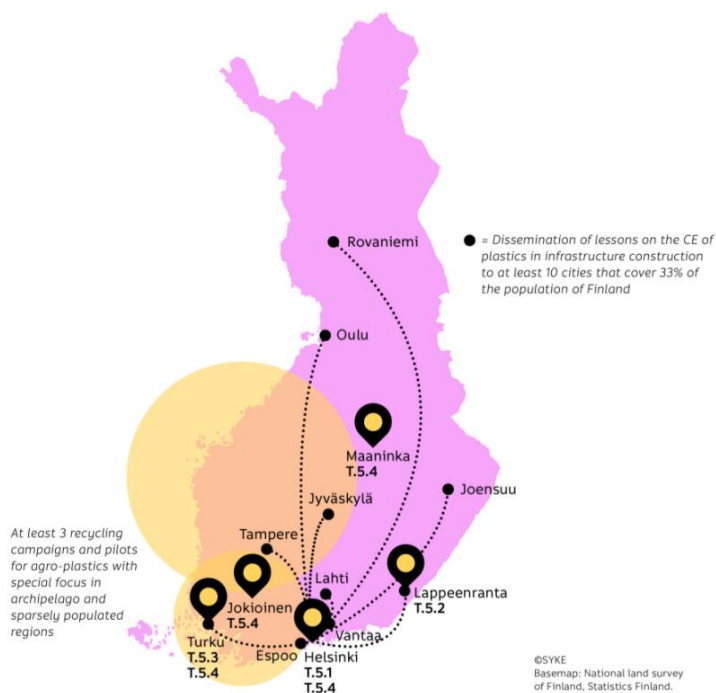 Rovaniemi
● = Dissemination of lessons on the CE of
plastics in infrastructure construction
to at least 10 cities that cover 33% of
the population of Finland
Oulu
Maaninka
T.5.4
Joensuu
Jyväskylä
At least 3 recycling
campaigns and pilots
for agro-plastics with
special focus in
archipelago and
sparsely populated
regions
Tampere
Lahti
Lappeenranta
T.5.2
Jokioinen
T.5.4
Turku
T.5.3
T.5.4
Vantaa
Espoo
Helsinki
T.5.1
T.5.4
©SYKE
Basemap: National land survey
of Finland, Statistics Finland.